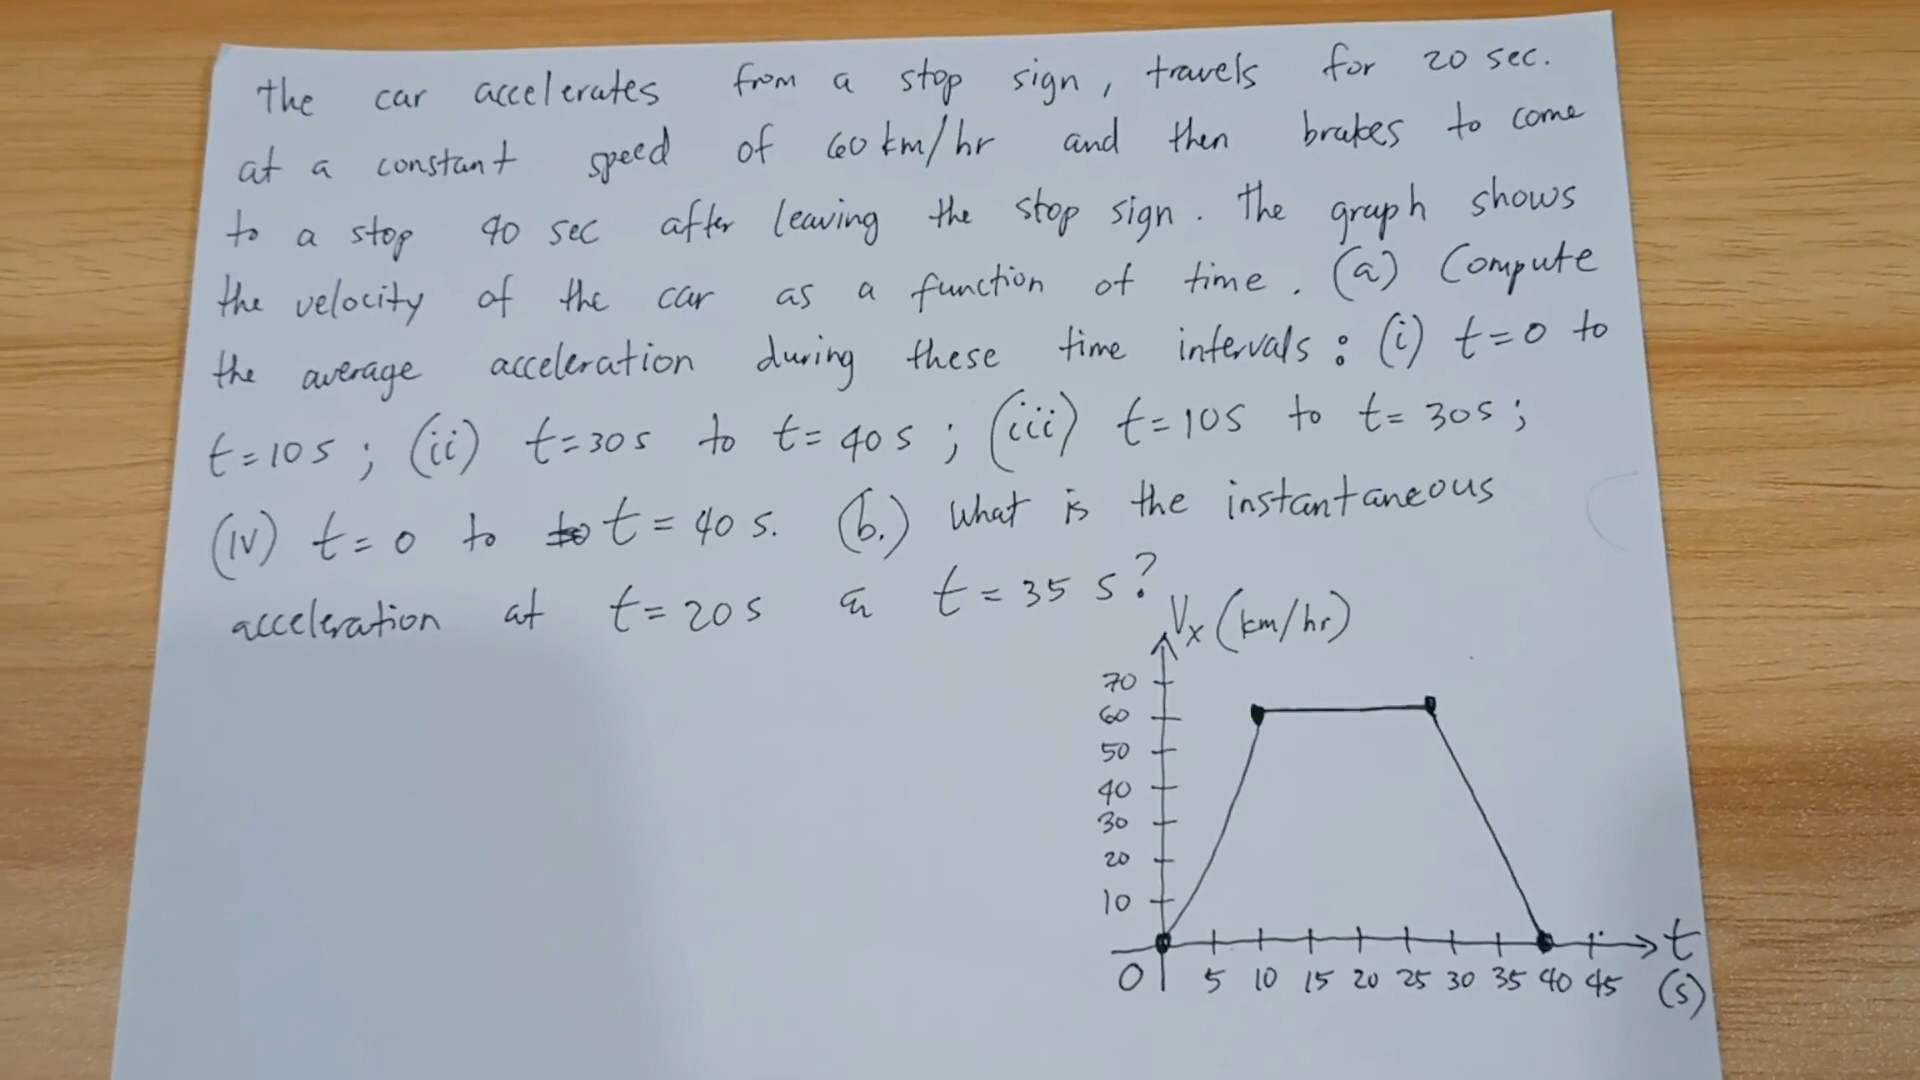 the car accelerates from a stop sign, travels for 20 sec.
at a constant speed of 60 km/hr and then brakes to come
to a stop 40 sec after leaving the stop sign. The graph shows
the velocity of the car as a function of time. (a) Compute
the average acceleration during these time intervals: (i) t=0 to
t=10s; (ii) t=30s to t=40s; (iii) t=10s to t=30s;
(iv) t=0 to t=40 s. (b.) What is the instantaneous
acceleration at t=20s & t=35 s?
Vx (km/hr)
70
60
50
40
30
20
10
0 5 10 15 20 25 30 35 40 45 t
(s)